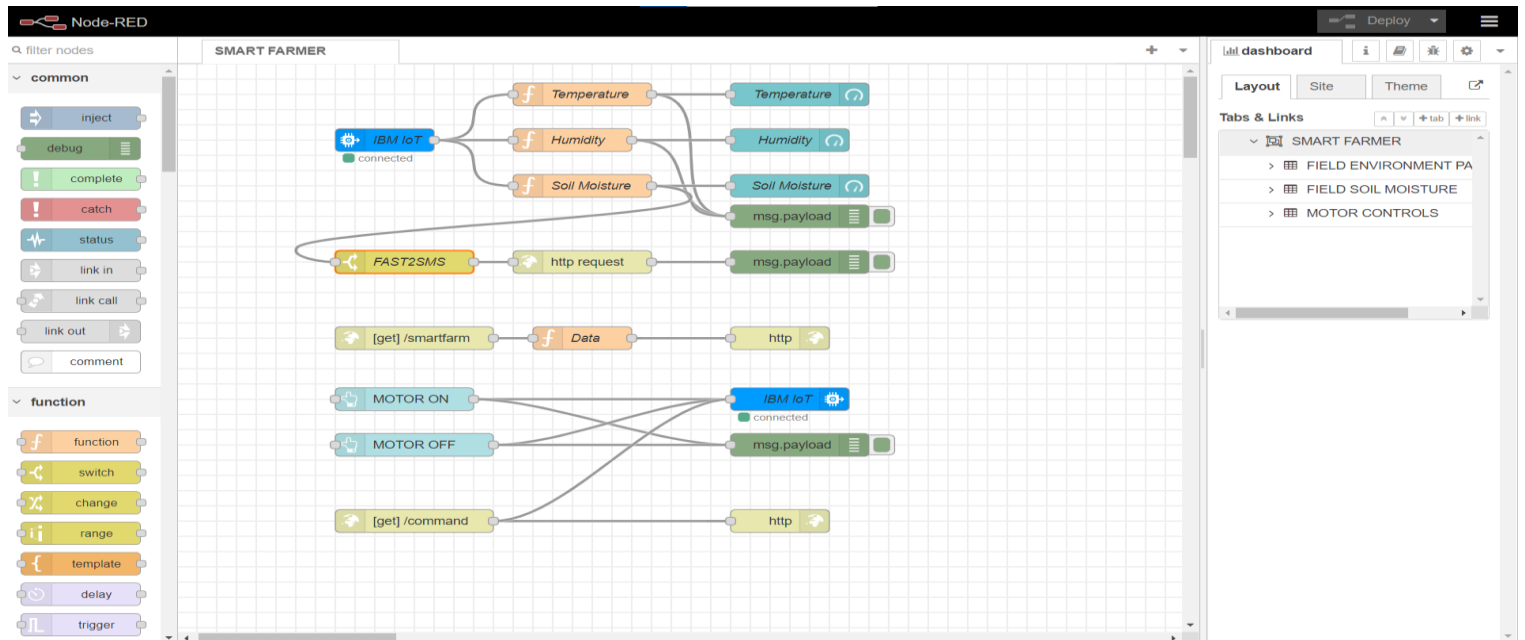 Node-RED
Deploy
filter nodes
common
inject
debug
complete
catch
status
link in
link call
link out
comment
function
function
switch
change
range
template
delay
trigger
SMART FARMER
Temperature
Temperature
IBM IoT
Humidity
Humidity
connected
Soil Moisture
Soil Moisture
msg.payload
FAST2SMS
http request
msg.payload
[get] /smartfarm
Data
http
MOTOR ON
IBM IoT
connected
MOTOR OFF
msg.payload
[get] /command
http
dashboard
i
Layout
Site
Theme
Tabs & Links
+ tab
+ link
SMART FARMER
FIELD ENVIRONMENT PA
FIELD SOIL MOISTURE
MOTOR CONTROLS